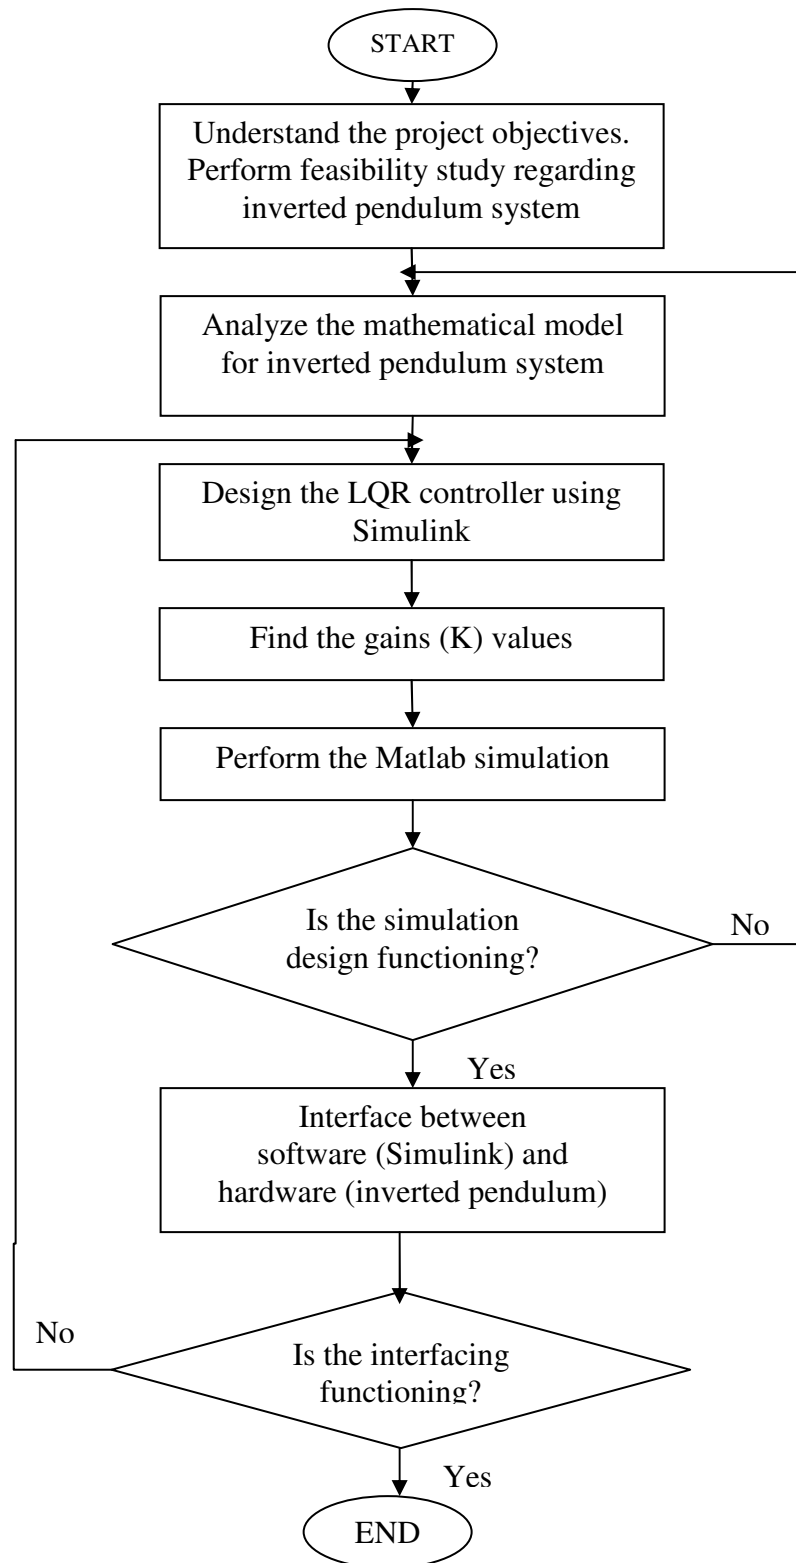 START
Understand the project objectives.
Perform feasibility study regarding
inverted pendulum system
Analyze the mathematical model
for inverted pendulum system
Design the LQR controller using
Simulink
Find the gains (K) values
Perform the Matlab simulation
Is the simulation
design functioning?
No
Yes
Interface between
software (Simulink) and
hardware (inverted pendulum)
No
Is the interfacing
functioning?
Yes
END